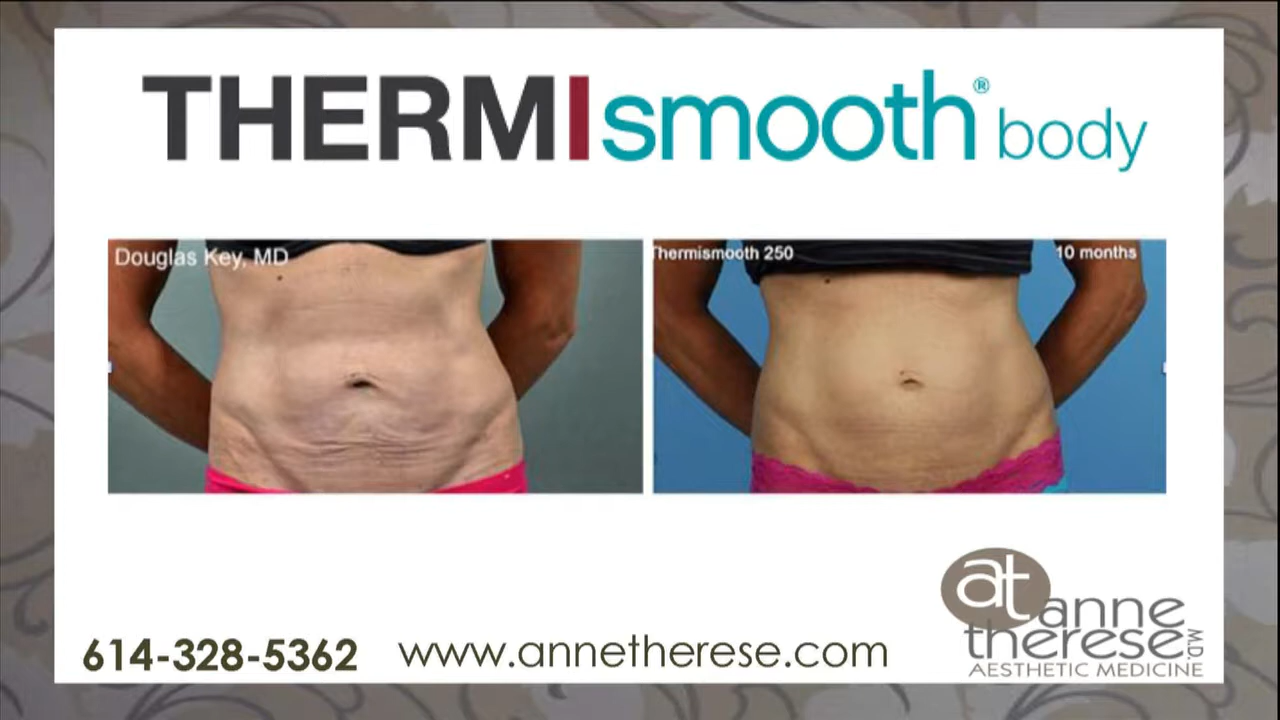 THERMIsmooth® body
Douglas Key, MD
Thermismooth 250
10 months
at
anne
therese M.D.
AESTHETIC MEDICINE
614-328-5362
www.annetherese.com